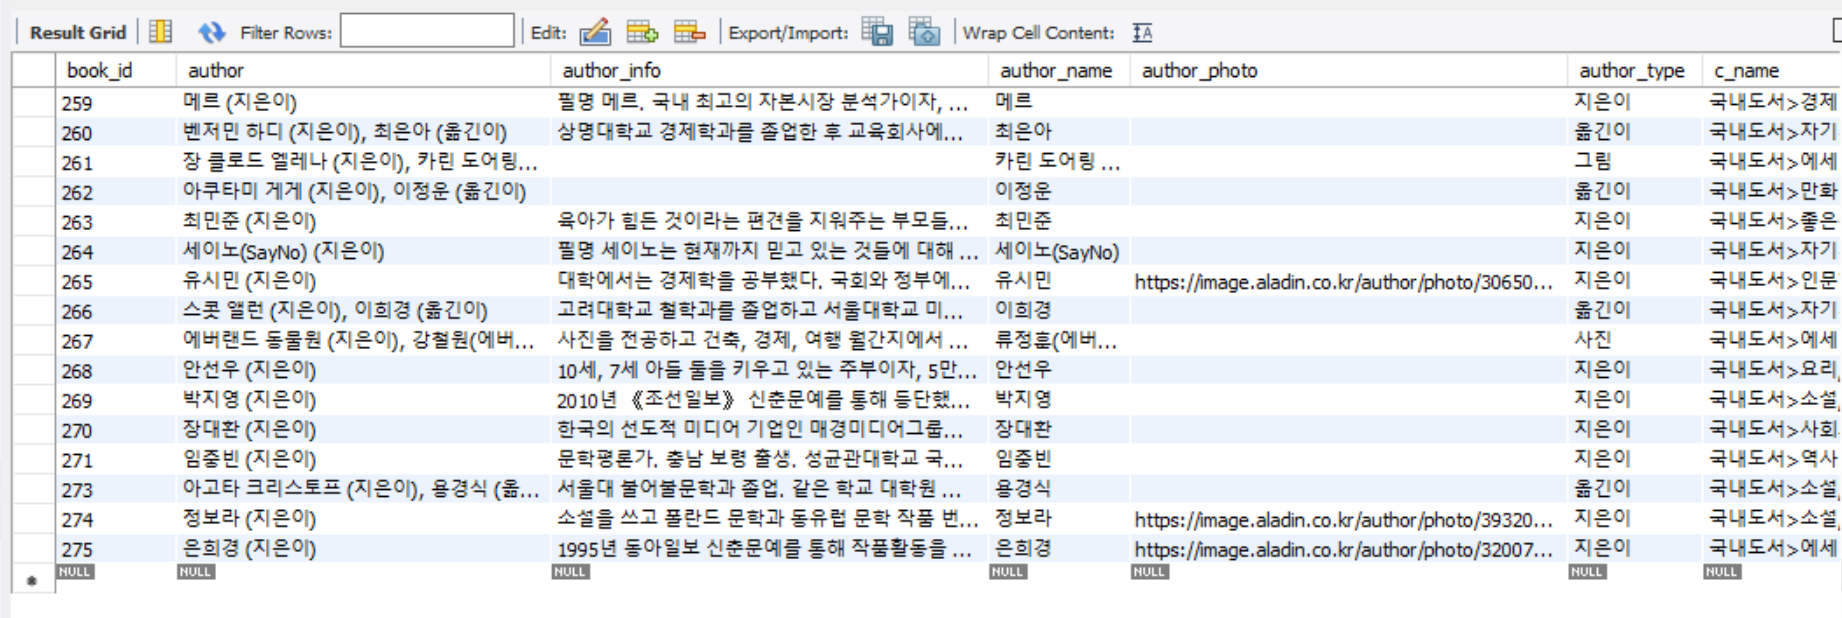 Result Grid Filter Rows: Edit: Export/Import: Wrap Cell Content:
book_id author author_info author_name author_photo author_type c_name
259 메르 (지은이) 필명 메르. 국내 최고의 자본시장 분석가이자, ... 메르 지은이 국내도서>경제
260 벤저민 하디 (지은이), 최은아 (옮긴이) 상명대학교 경제학과를 졸업한 후 교육회사에... 최은아 옮긴이 국내도서>자기
261 장 클로드 엘레나 (지은이), 카린 도어링... 카린 도어링 ... 그림 국내도서>에세
262 아쿠타미 게게 (지은이), 이정운 (옮긴이) 이정운 옮긴이 국내도서>만화
263 최민준 (지은이) 육아가 힘든 것이라는 편견을 지워주는 부모들... 최민준 지은이 국내도서>좋은
264 세이노(SayNo) (지은이) 필명 세이노는 현재까지 믿고 있는 것들에 대해 ... 세이노(SayNo) 지은이 국내도서>자기
265 유시민 (지은이) 대학에서는 경제학을 공부했다. 국회와 정부에... 유시민 https://image.aladin.co.kr/author/photo/30650... 지은이 국내도서>인문
266 스콧 앨런 (지은이), 이희경 (옮긴이) 고려대학교 철학과를 졸업하고 서울대학교 미... 이희경 옮긴이 국내도서>자기
267 에버랜드 동물원 (지은이), 강철원(에버... 사진을 전공하고 건축, 경제, 여행 월간지에서 ... 류정훈(에버... 사진 국내도서>에세
268 안선우 (지은이) 10세, 7세 아들 둘을 키우고 있는 주부이자, 5만... 안선우 지은이 국내도서>요리,
269 박지영 (지은이) 2010년 《조선일보》 신춘문예를 통해 등단했... 박지영 지은이 국내도서>소설,
270 장대환 (지은이) 한국의 선도적 미디어 기업인 매경미디어그룹... 장대환 지은이 국내도서>사회
271 임중빈 (지은이) 문학평론가. 충남 보령 출생. 성균관대학교 국... 임중빈 지은이 국내도서>역사
273 아고타 크리스토프 (지은이), 용경식 (옮... 서울대 불어불문학과 졸업. 같은 학교 대학원 ... 용경식 옮긴이 국내도서>소설,
274 정보라 (지은이) 소설을 쓰고 폴란드 문학과 동유럽 문학 작품 번... 정보라 https://image.aladin.co.kr/author/photo/39320... 지은이 국내도서>소설,
275 은희경 (지은이) 1995년 동아일보 신춘문예를 통해 작품활동을 ... 은희경 https://image.aladin.co.kr/author/photo/32007... 지은이 국내도서>에세
NULL NULL NULL NULL NULL NULL NULL